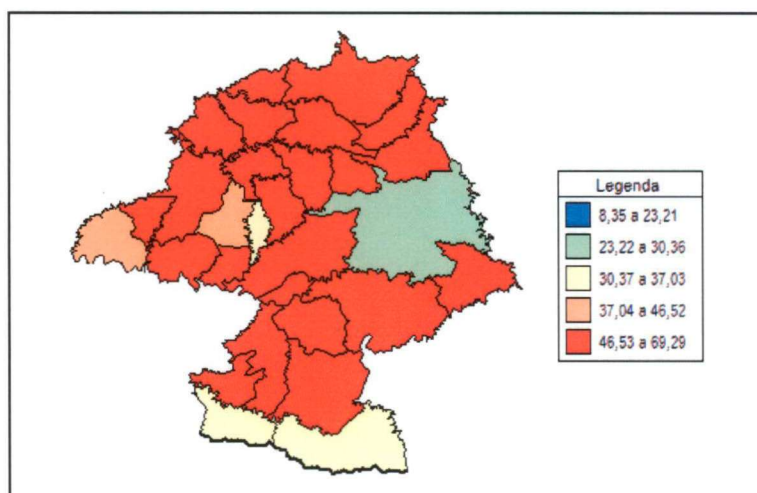 Legenda
8,35 a 23,21
23,22 a 30,36
30,37 a 37,03
37,04 a 46,52
46,53 a 69,29